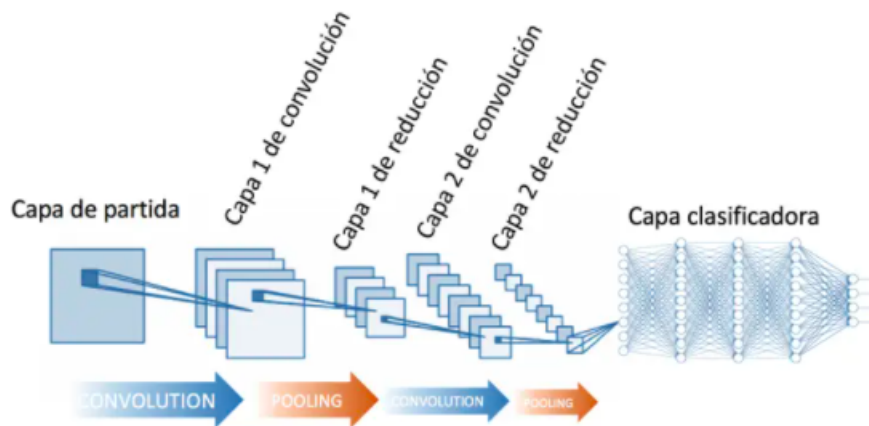 Capa de partida
Capa 1 de convolución
Capa 1 de reducción
Capa 2 de convolución
Capa 2 de reducción
Capa clasificadora
CONVOLUTION
POOLING
CONVOLUTION
POOLING